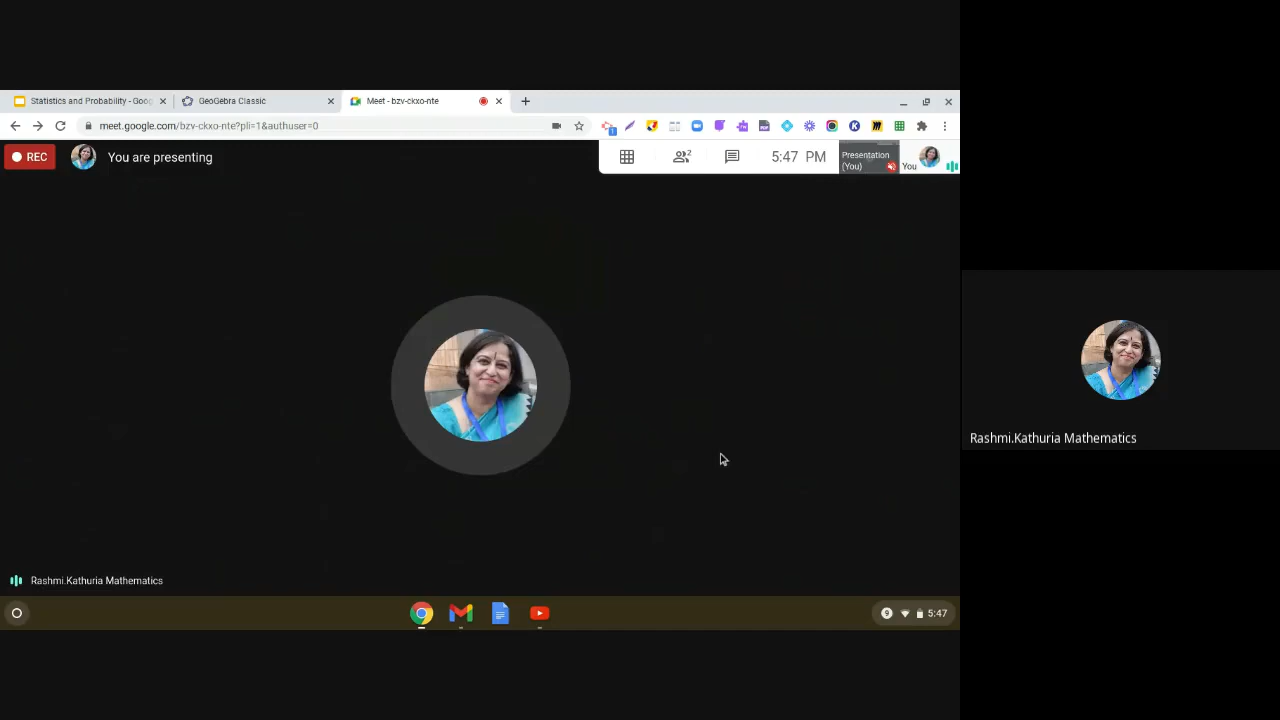 Statistics and Probability - Goog
GeoGebra Classic
Meet - bzv-ckxo-nte
meet.google.com/bzv-ckxo-nte?pli=1&authuser=0
REC
You are presenting
2
5:47 PM
Presentation
(You)
You
Rashmi.Kathuria Mathematics
Rashmi.Kathuria Mathematics
9
5:47